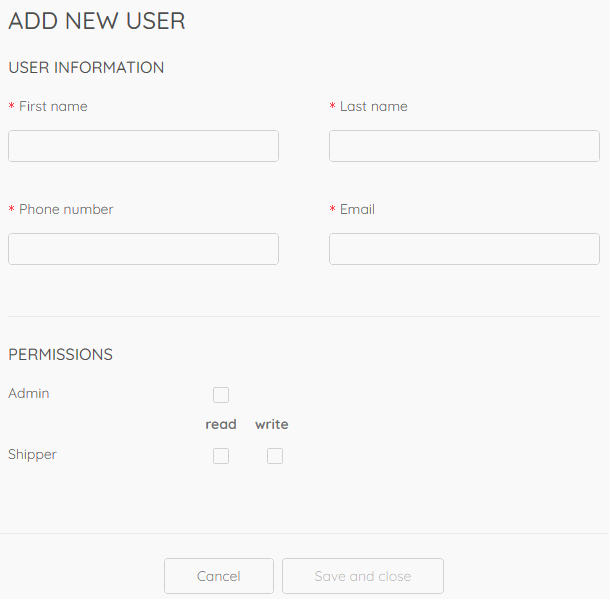 ADD NEW USER
USER INFORMATION
* First name * Last name
* Phone number * Email
PERMISSIONS
Admin
read write
Shipper
Cancel Save and close